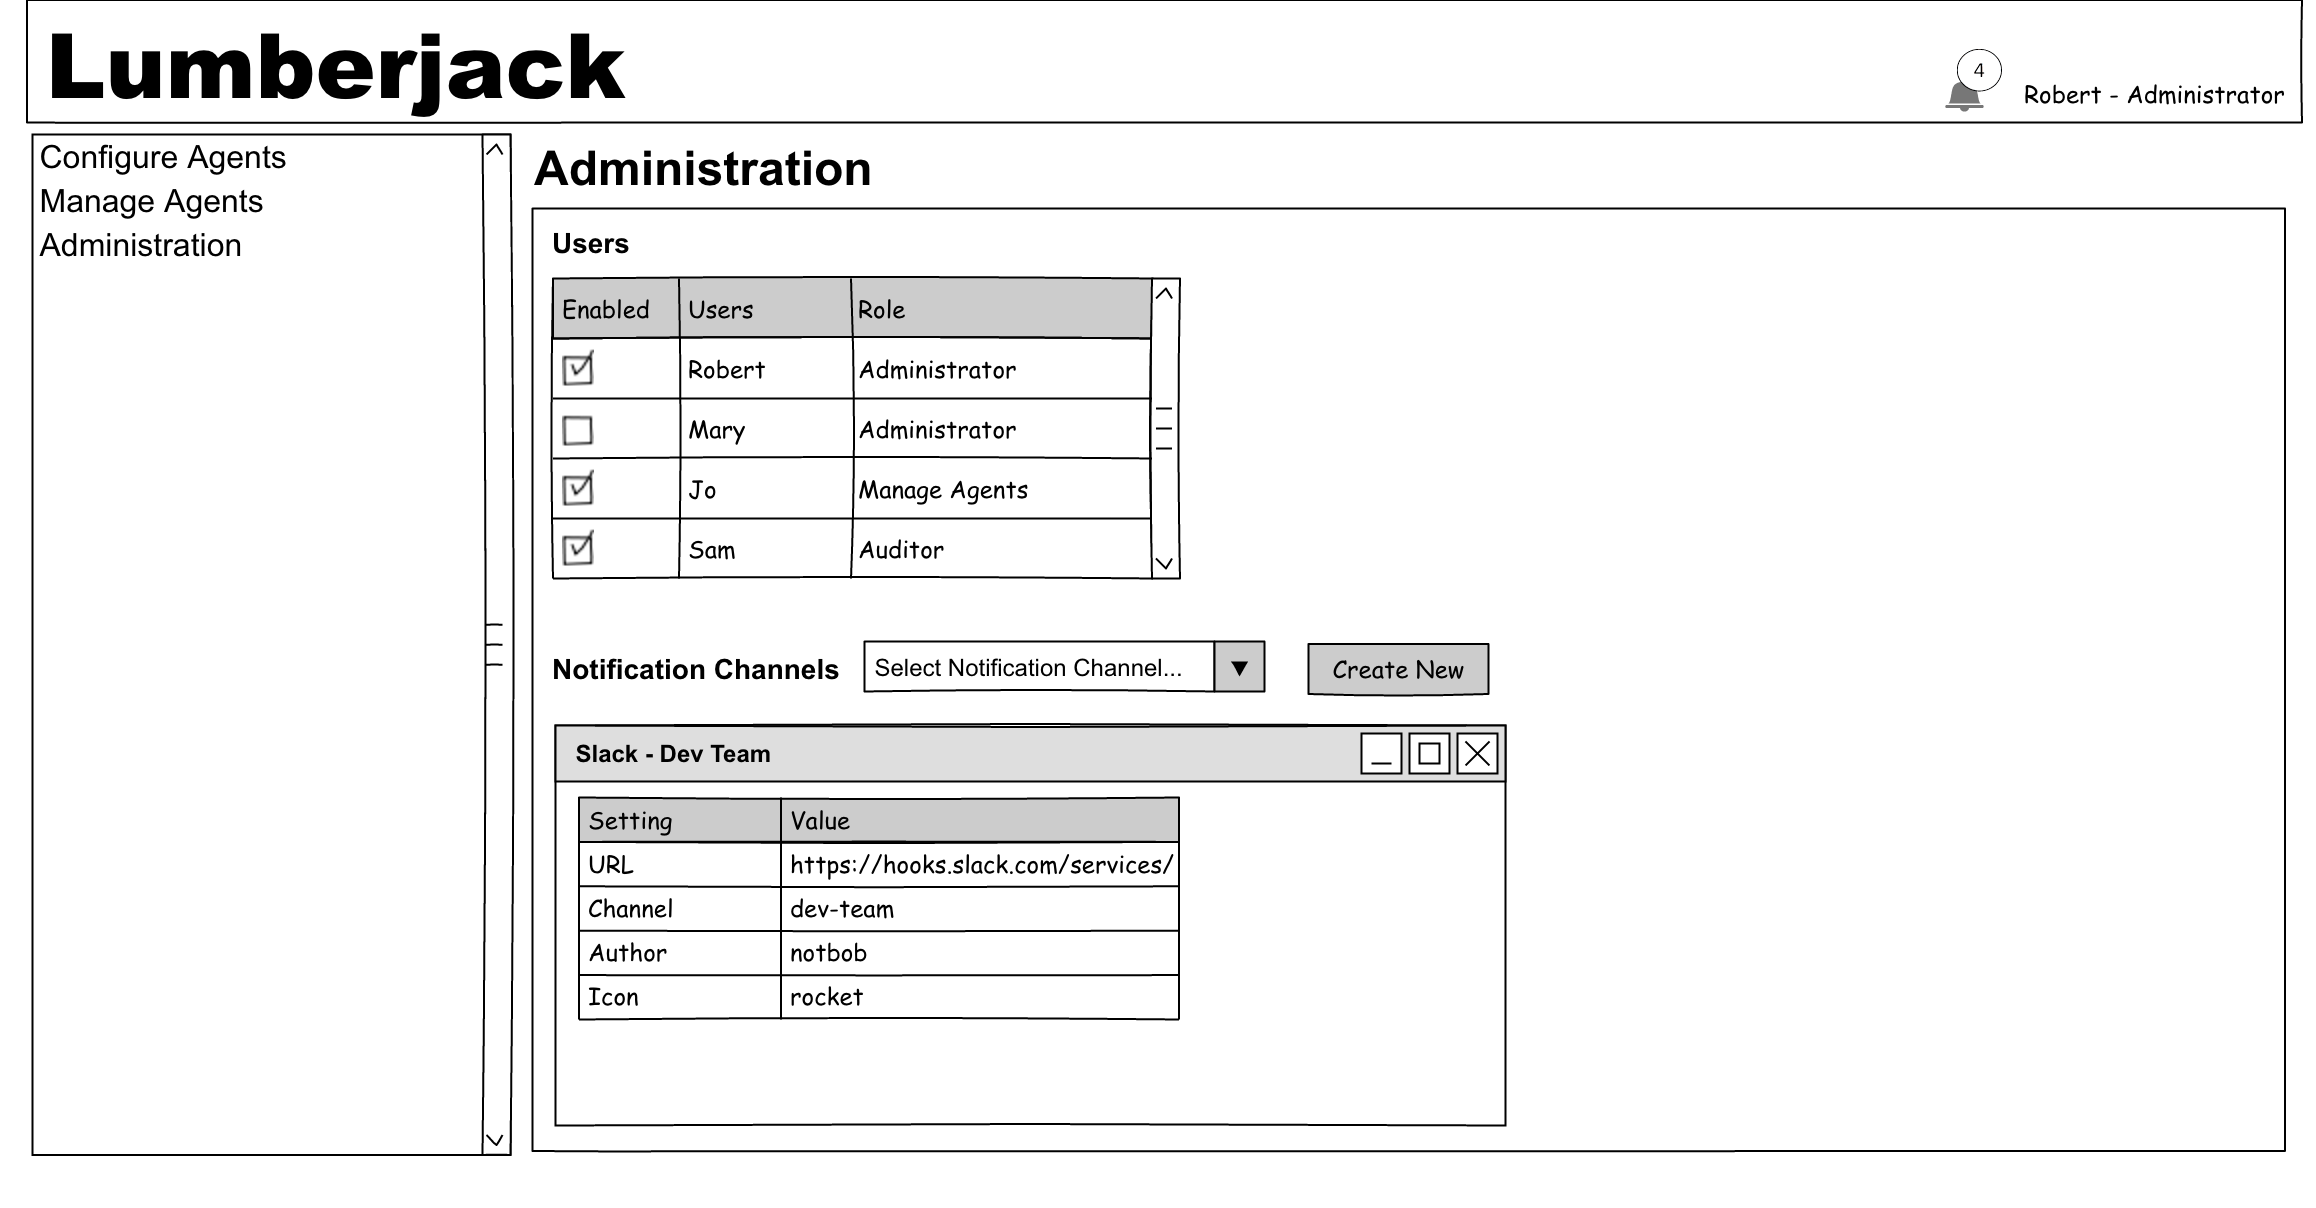 Lumberjack
4
Robert - Administrator
Configure Agents
Manage Agents
Administration
Administration
Users
Enabled Users Role
Robert Administrator
Mary Administrator
Jo Manage Agents
Sam Auditor
Notification Channels Select Notification Channel... Create New
Slack - Dev Team
Setting Value
URL https://hooks.slack.com/services/
Channel dev-team
Author notbob
Icon rocket